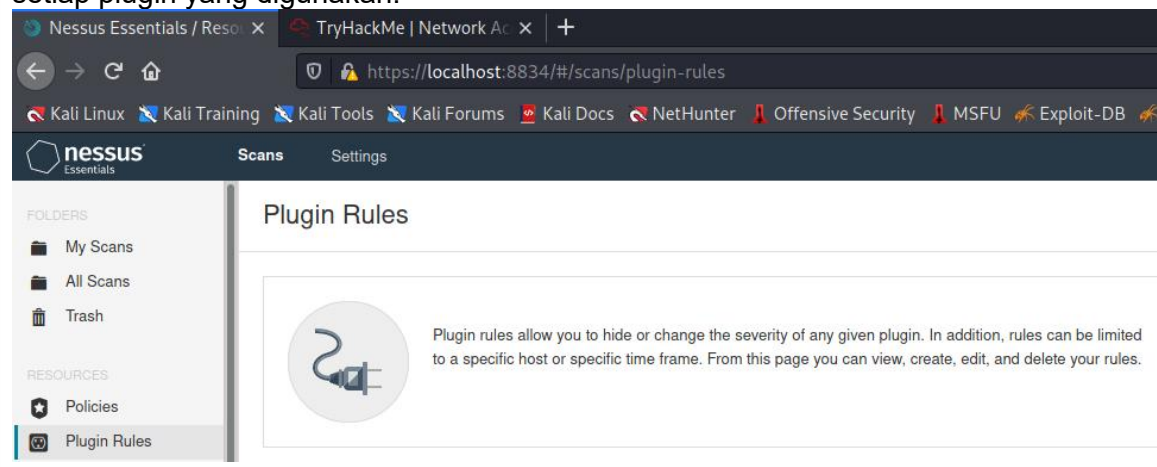 setiap plugin yang digunakan.
Nessus Essentials / Reso
TryHackMe | Network Ac
https://localhost:8834/#/scans/plugin-rules
Kali Linux Kali Training Kali Tools Kali Forums Kali Docs NetHunter Offensive Security MSFU Exploit-DB
nessus Essentials
Scans Settings
FOLDERS
My Scans
All Scans
Trash
RESOURCES
Policies
Plugin Rules
Plugin Rules
Plugin rules allow you to hide or change the severity of any given plugin. In addition, rules can be limited
to a specific host or specific time frame. From this page you can view, create, edit, and delete your rules.